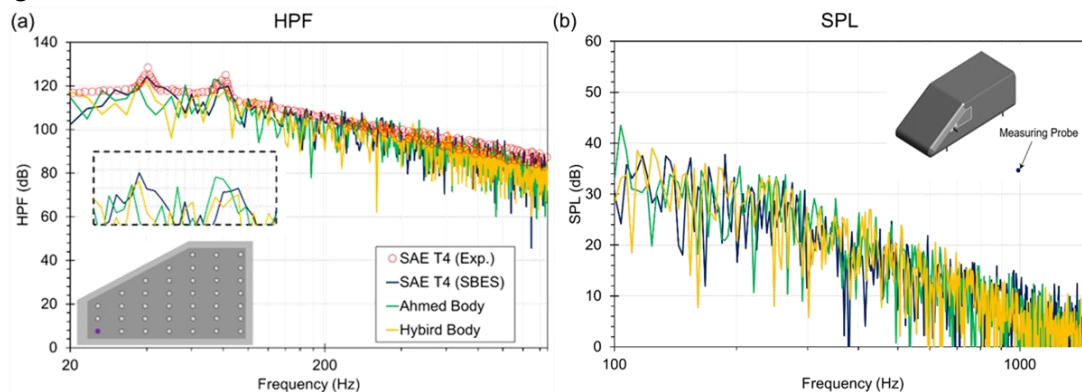 (a)
HPF
140
120
100
80
60
40
20
0
HPF (dB)
20
200
Frequency (Hz)
SAE T4 (Exp.)
SAE T4 (SBES)
Ahmed Body
Hybird Body
(b)
SPL
60
50
40
30
20
10
0
SPL (dB)
100
1000
Frequency (Hz)
Measuring Probe